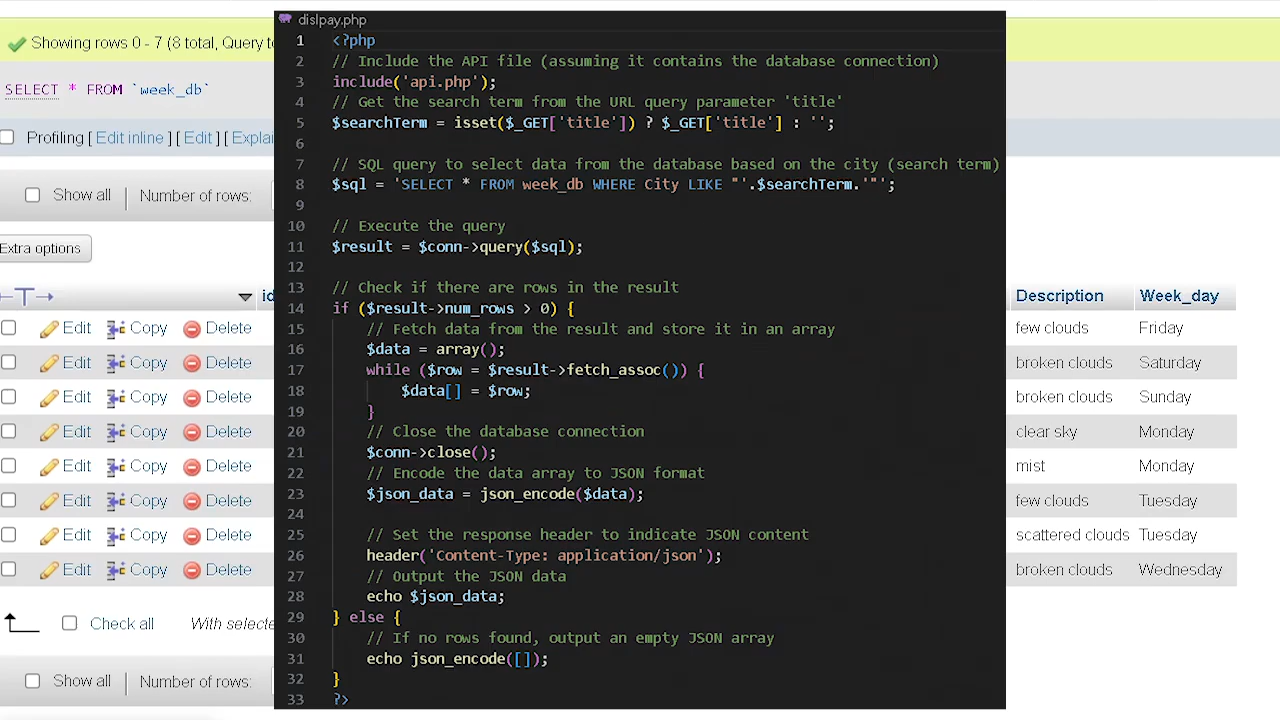 Showing rows 0 - 7 (8 total, Query to
SELECT * FROM `week_db`
Profiling [ Edit inline ] [ Edit ] [ Explai
Show all
Number of rows:
Extra options
id
Description
Week_day
Edit Copy Delete
few clouds
Friday
Edit Copy Delete
broken clouds
Saturday
Edit Copy Delete
broken clouds
Sunday
Edit Copy Delete
clear sky
Monday
Edit Copy Delete
mist
Monday
Edit Copy Delete
few clouds
Tuesday
Edit Copy Delete
scattered clouds
Tuesday
Edit Copy Delete
broken clouds
Wednesday
Check all
With selecte
Show all
Number of rows:
dislpay.php
1 <?php
2 // Include the API file (assuming it contains the database connection)
3 include('api.php');
4 // Get the search term from the URL query parameter 'title'
5 $searchTerm = isset($_GET['title']) ? $_GET['title'] : '';
6
7 // SQL query to select data from the database based on the city (search term)
8 $sql = 'SELECT * FROM week_db WHERE City LIKE "'.$searchTerm.'"';
9
10 // Execute the query
11 $result = $conn->query($sql);
12
13 // Check if there are rows in the result
14 if ($result->num_rows > 0) {
15 // Fetch data from the result and store it in an array
16 $data = array();
17 while ($row = $result->fetch_assoc()) {
18 $data[] = $row;
19 }
20 // Close the database connection
21 $conn->close();
22 // Encode the data array to JSON format
23 $json_data = json_encode($data);
24
25 // Set the response header to indicate JSON content
26 header('Content-Type: application/json');
27 // Output the JSON data
28 echo $json_data;
29 } else {
30 // If no rows found, output an empty JSON array
31 echo json_encode([]);
32 }
33 ?>